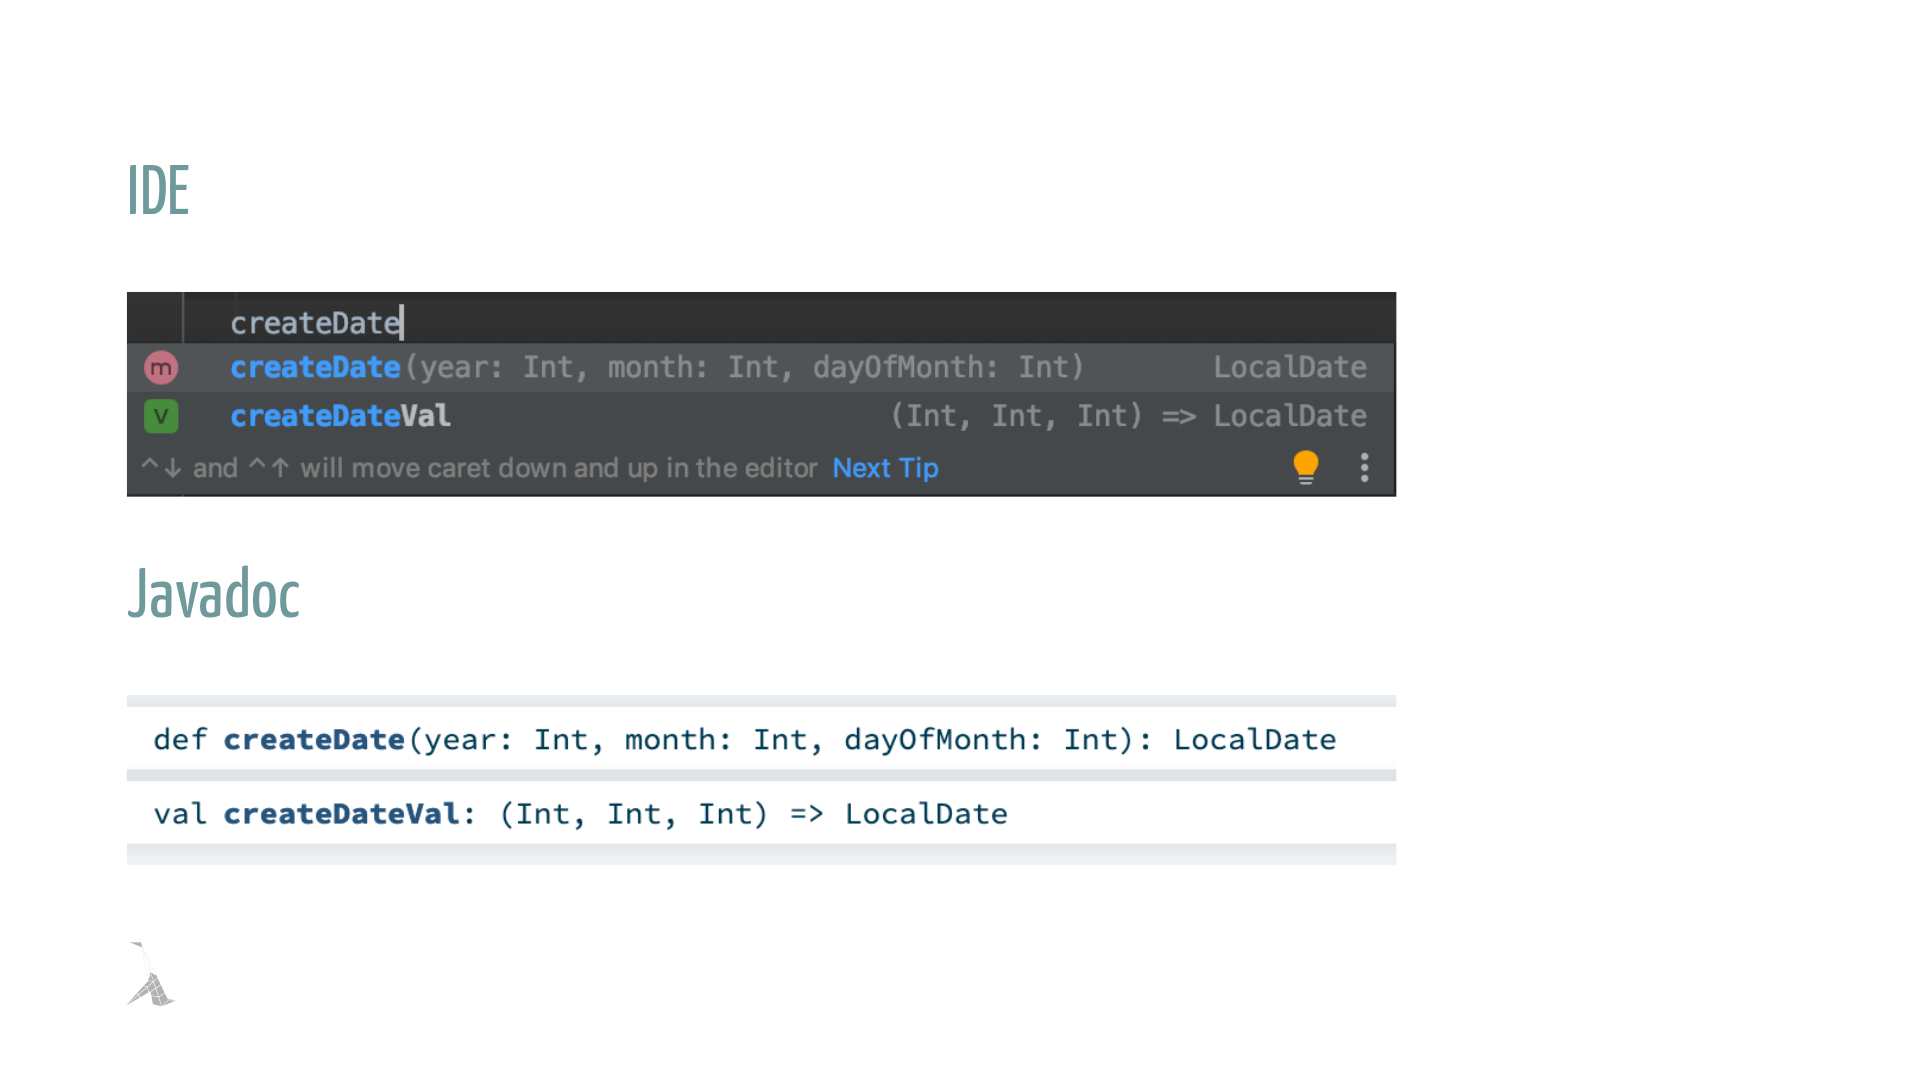 IDE
createDate
m createDate(year: Int, month: Int, dayOfMonth: Int) LocalDate
V createDateVal (Int, Int, Int) => LocalDate
^↓ and ^↑ will move caret down and up in the editor Next Tip
Javadoc
def createDate(year: Int, month: Int, dayOfMonth: Int): LocalDate
val createDateVal: (Int, Int, Int) => LocalDate